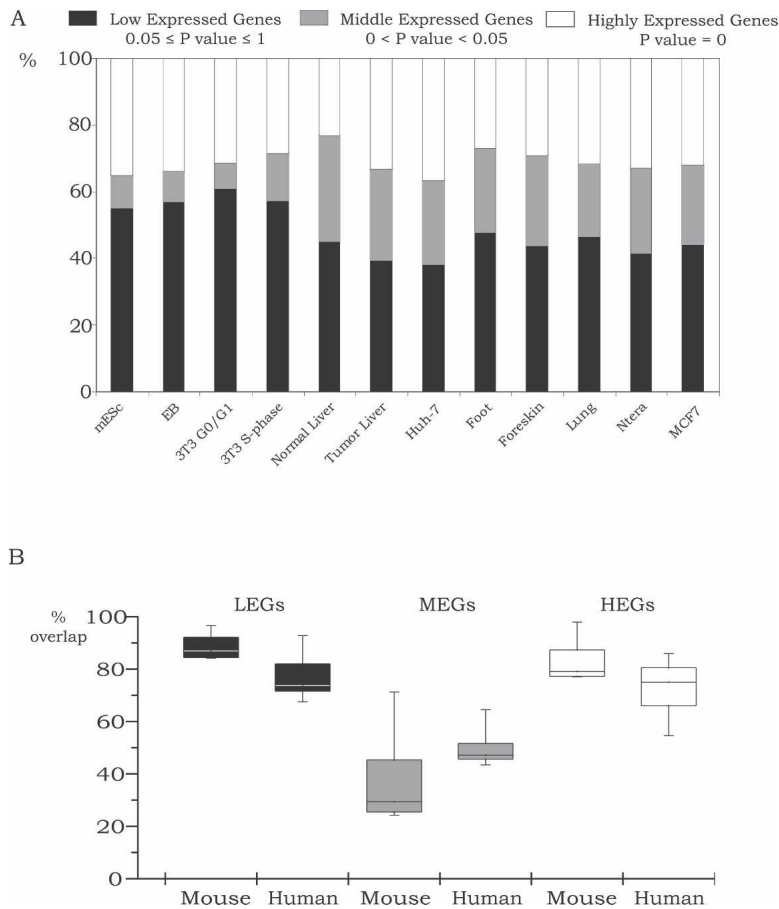 A
Low Expressed Genes Middle Expressed Genes Highly Expressed Genes
0.05 ≤ P value ≤ 1 0 < P value < 0.05 P value = 0
%
100
80
60
40
20
0
mESc
EB
3T3 G0/G1
3T3 S-phase
Normal Liver
Tumor Liver
Huh-7
Foot
Foreskin
Lung
Ntera
MCF7
B
LEGs MEGs HEGs
%
overlap
100
80
60
40
20
0
Mouse Human Mouse Human Mouse Human